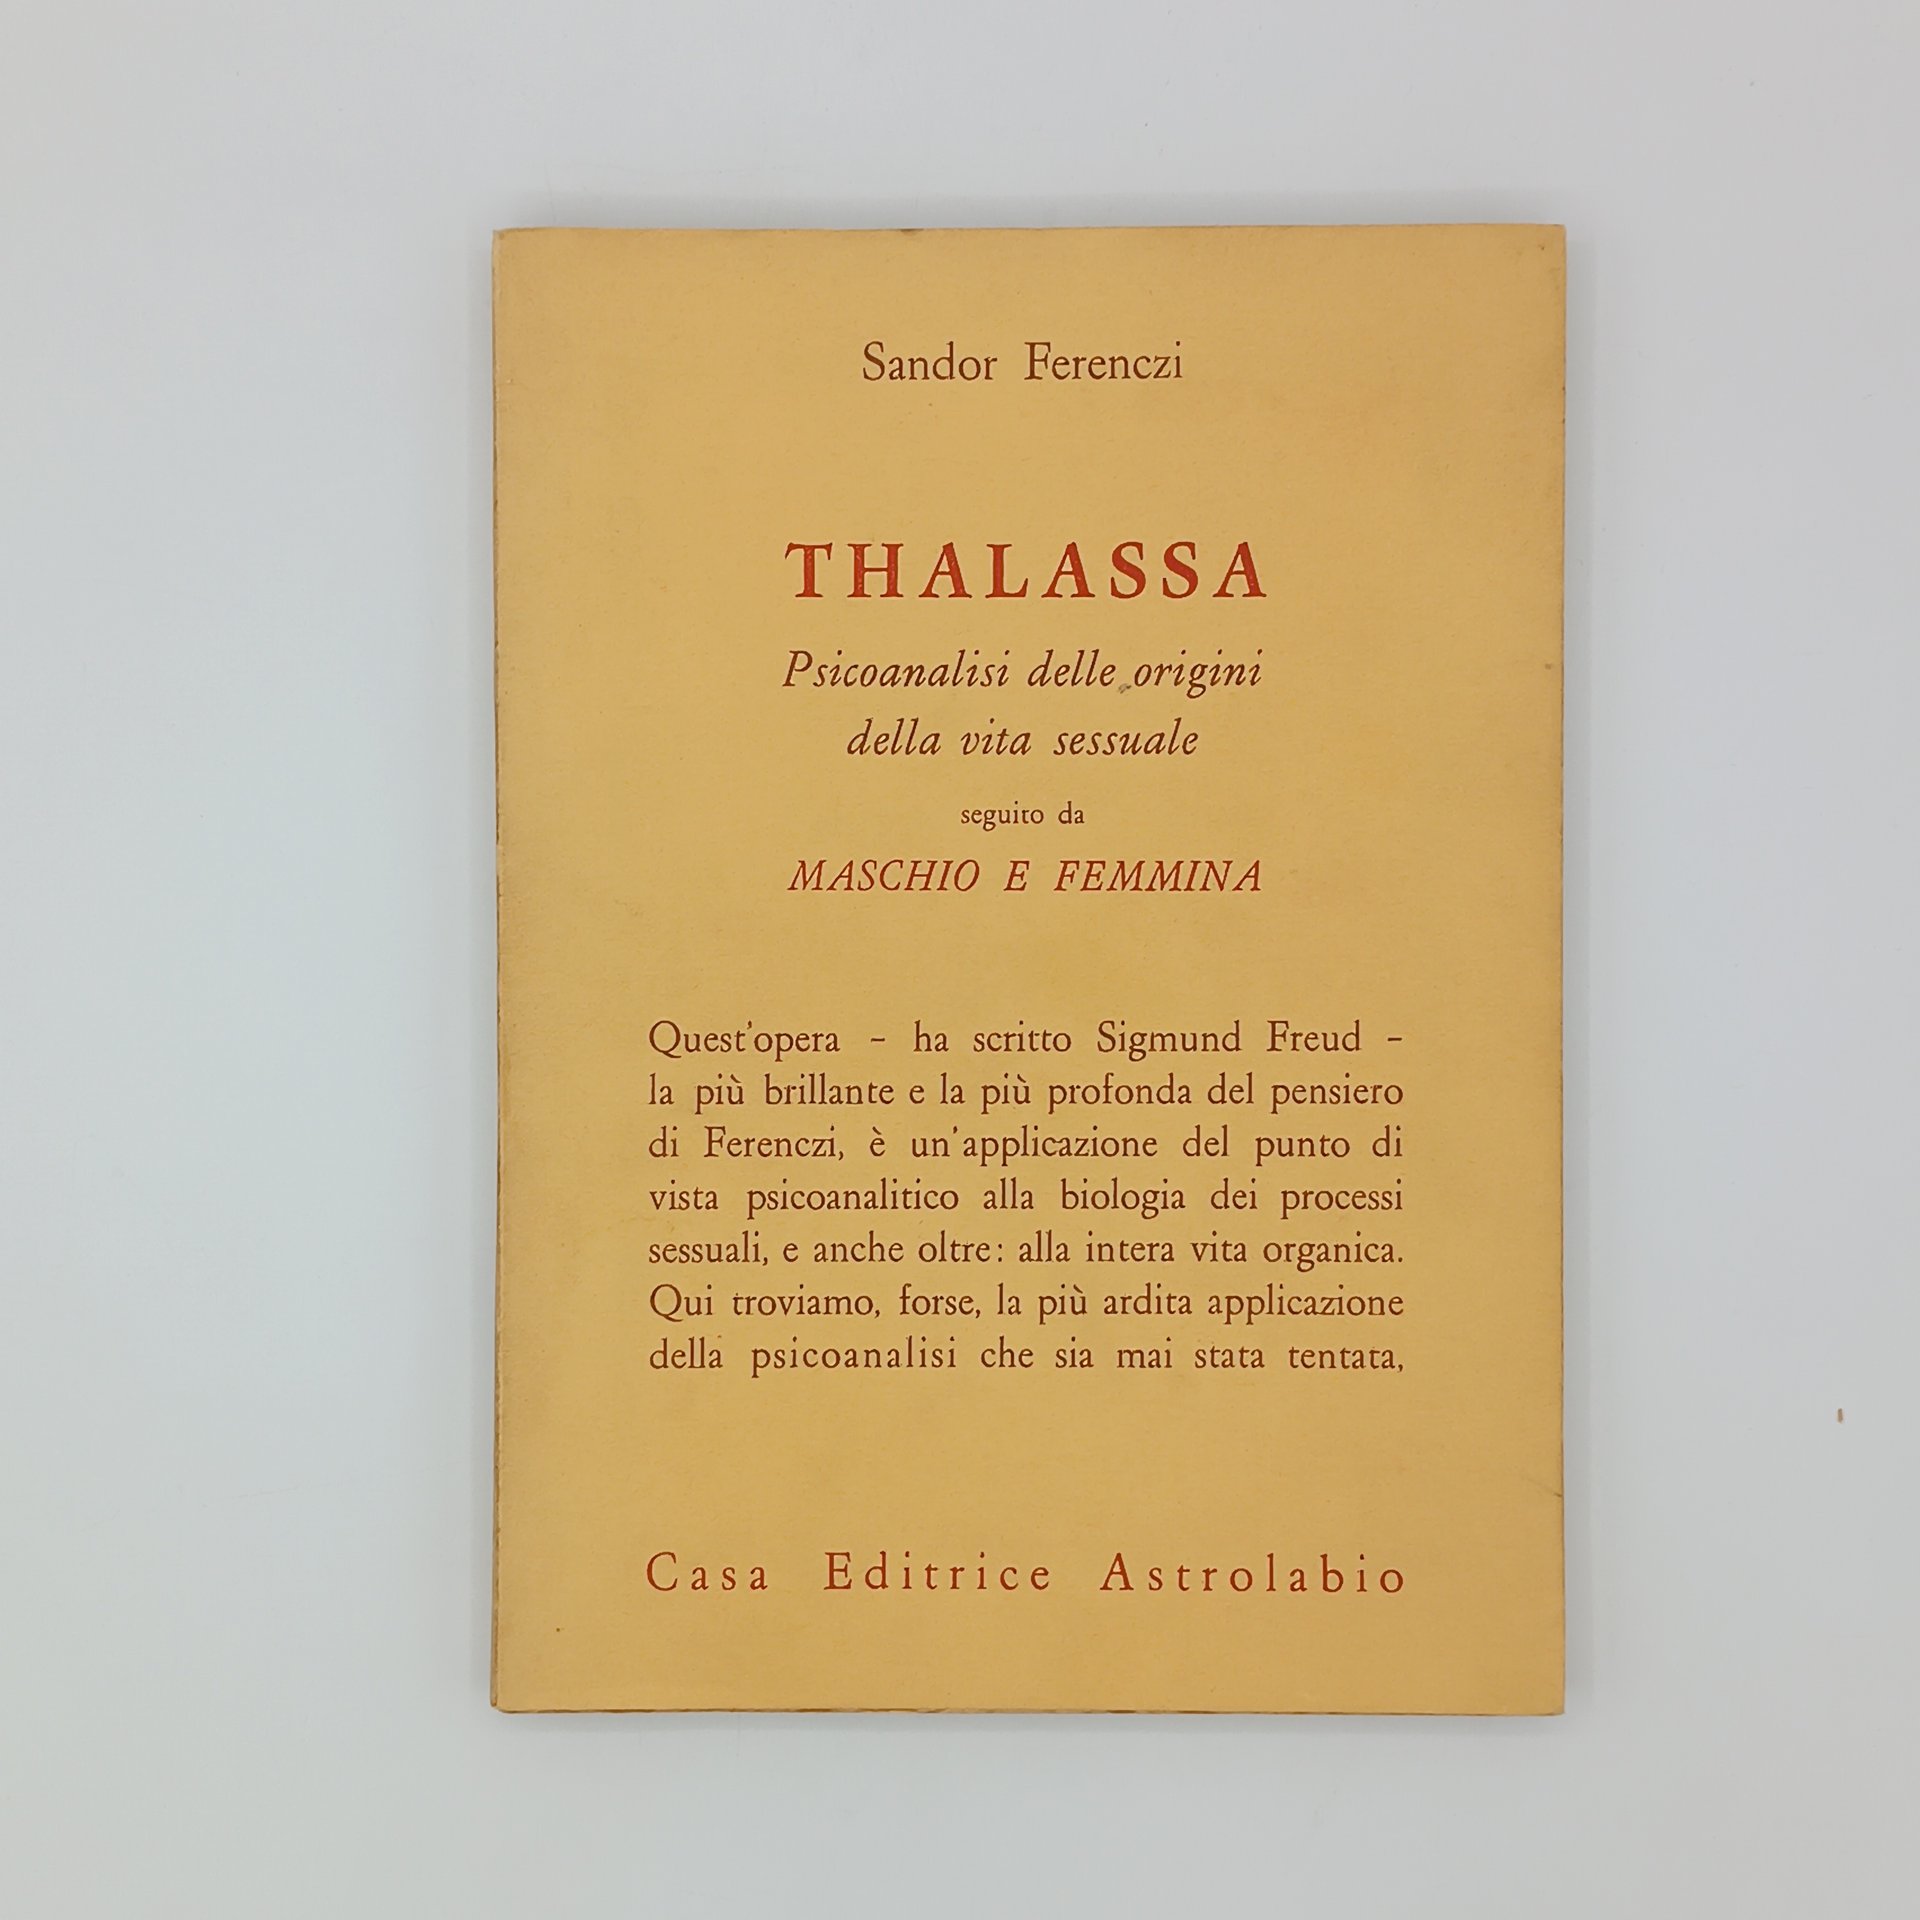 Sandor Ferenczi
THALASSA
Psicoanalisi delle origini
della vita sessuale
seguito da
MASCHIO E FEMMINA
Quest'opera - ha scritto Sigmund Freud -
la più brillante e la più profonda del pensiero
di Ferenczi, è un'applicazione del punto di
vista psicoanalitico alla biologia dei processi
sessuali, e anche oltre: alla intera vita organica.
Qui troviamo, forse, la più ardita applicazione
della psicoanalisi che sia mai stata tentata,
Casa Editrice Astrolabio